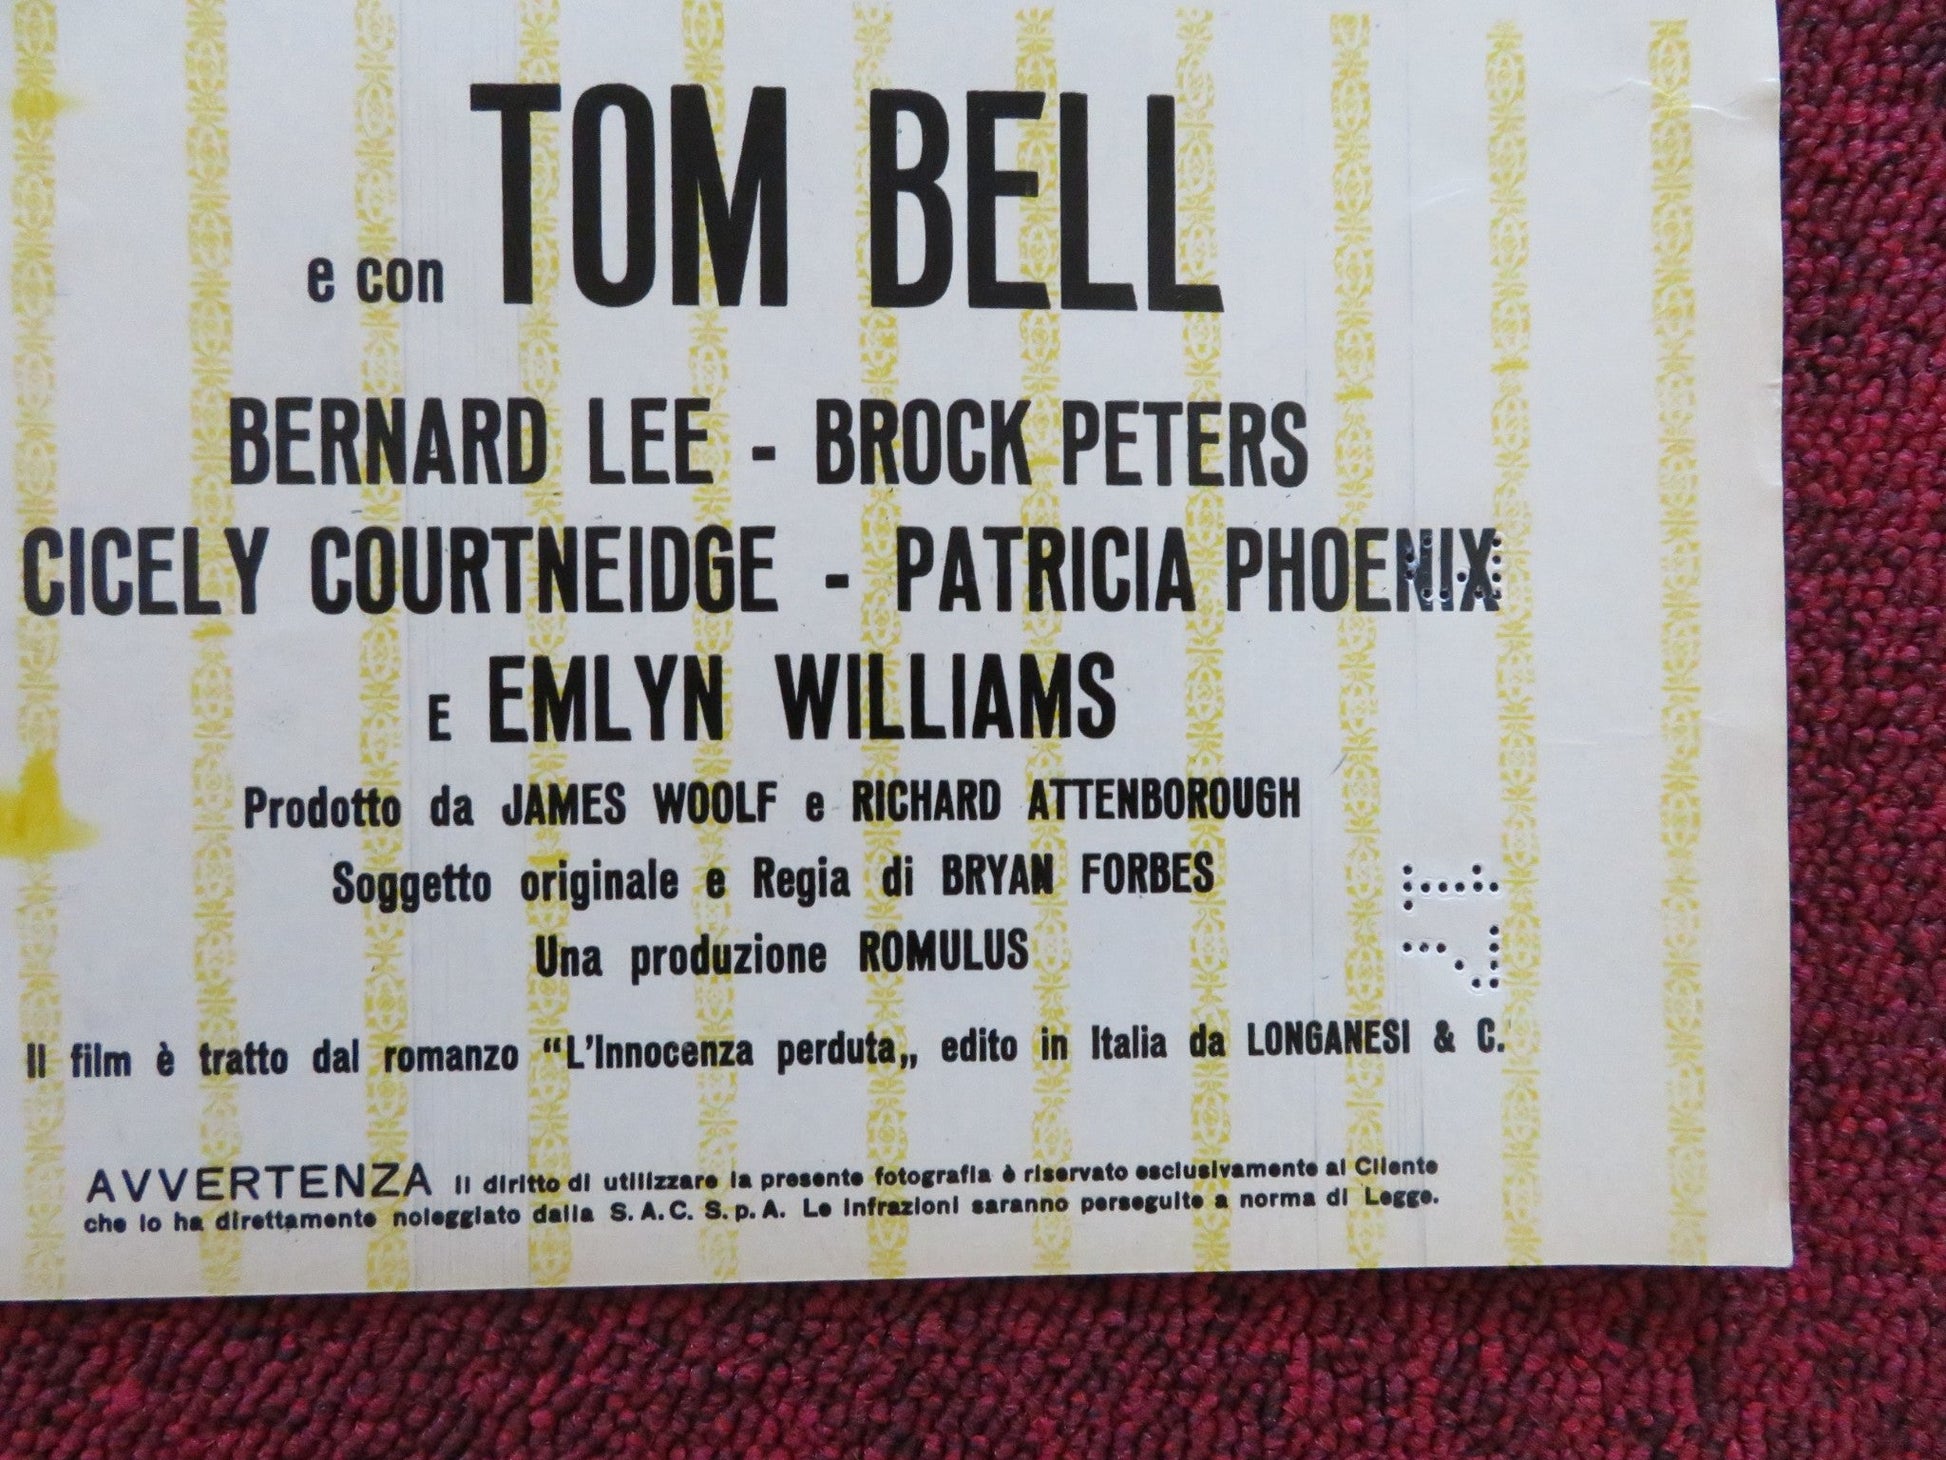 e con TOM BELL
BERNARD LEE - BROCK PETERS
CICELY COURTNEIDGE - PATRICIA PHOENIX
E EMLYN WILLIAMS
Prodotto da JAMES WOOLF e RICHARD ATTENBOROUGH
Soggetto originale e Regia di BRYAN FORBES
Una produzione ROMULUS
Il film è tratto dal romanzo “L'Innocenza perduta„ edito in Italia da LONGANESI & C.
AVVERTENZA Il diritto di utilizzare la presente fotografia è riservato esclusivamente al Cliente
che lo ha direttamente noleggiato dalla S.A.C. S.p.A. Le infrazioni saranno perseguite a norma di Legge.